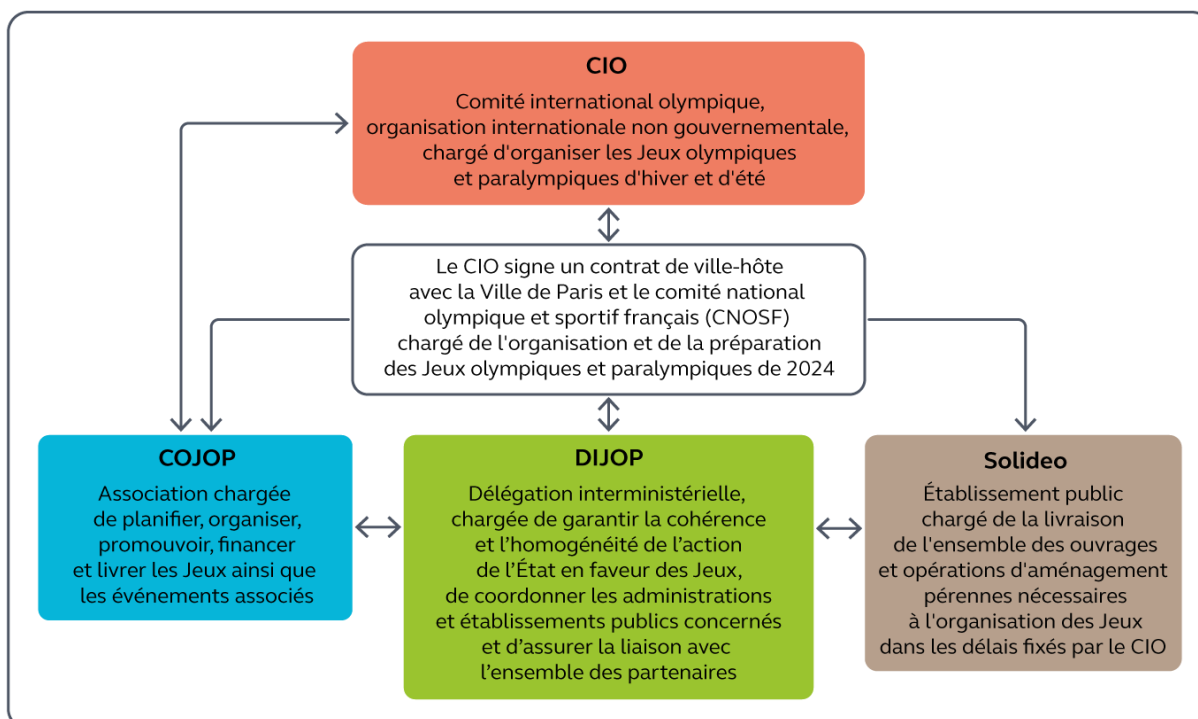 CIO
Comité international olympique,
organisation internationale non gouvernementale,
chargé d'organiser les Jeux olympiques
et paralympiques d'hiver et d'été
Le CIO signe un contrat de ville-hôte
avec la Ville de Paris et le comité national
olympique et sportif français (CNOSF)
chargé de l'organisation et de la préparation
des Jeux olympiques et paralympiques de 2024
COJOP
Association chargée
de planifier, organiser,
promouvoir, financer
et livrer les Jeux ainsi que
les événements associés
DIJOP
Délégation interministérielle,
chargée de garantir la cohérence
et l’homogénéité de l’action
de l’État en faveur des Jeux,
de coordonner les administrations
et établissements publics concernés
et d’assurer la liaison avec
l’ensemble des partenaires
Solideo
Établissement public
chargé de la livraison
de l'ensemble des ouvrages
et opérations d'aménagement
pérennes nécessaires
à l'organisation des Jeux
dans les délais fixés par le CIO